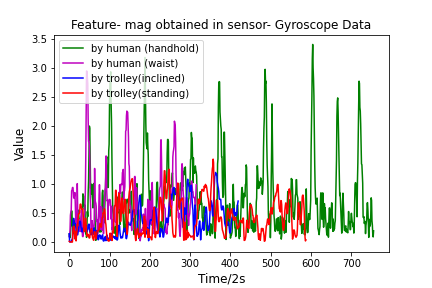 Feature- mag obtained in sensor- Gyroscope Data
Value
3.5
3.0
2.5
2.0
1.5
1.0
0.5
0.0
by human (handhold)
by human (waist)
by trolley(inclined)
by trolley(standing)
0 100 200 300 400 500 600 700
Time/2s